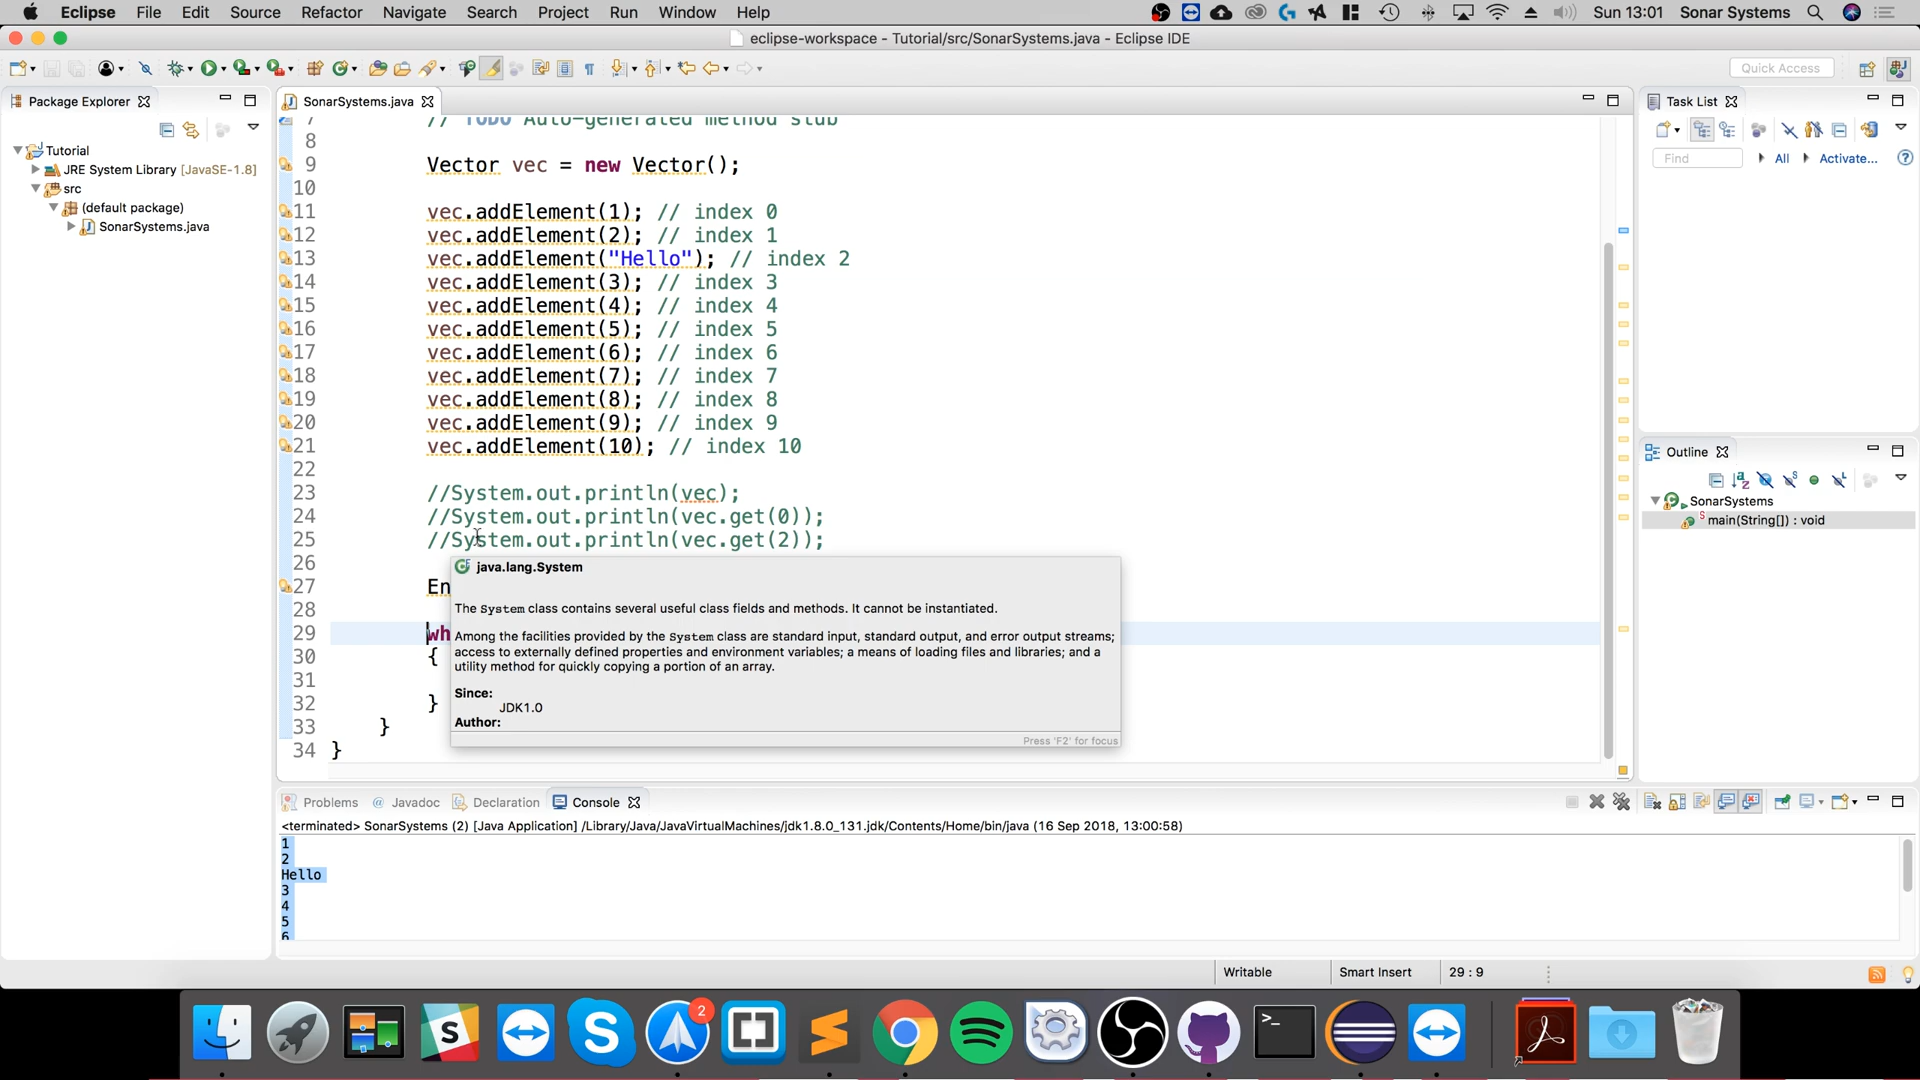 Eclipse File Edit Source Refactor Navigate Search Project Run Window Help Sun 13:01 Sonar Systems
eclipse-workspace - Tutorial/src/SonarSystems.java - Eclipse IDE
Quick Access
Package Explorer
Tutorial
JRE System Library [JavaSE-1.8]
src
(default package)
SonarSystems.java
SonarSystems.java
7 // TODO Auto-generated method stub
8
9 Vector vec = new Vector();
10
11 vec.addElement(1); // index 0
12 vec.addElement(2); // index 1
13 vec.addElement("Hello"); // index 2
14 vec.addElement(3); // index 3
15 vec.addElement(4); // index 4
16 vec.addElement(5); // index 5
17 vec.addElement(6); // index 6
18 vec.addElement(7); // index 7
19 vec.addElement(8); // index 8
20 vec.addElement(9); // index 9
21 vec.addElement(10); // index 10
22
23 //System.out.println(vec);
24 //System.out.println(vec.get(0));
25 //System.out.println(vec.get(2));
26
27 En
28
29 wh
30 {
31
32 }
33 }
34 }
java.lang.System
The System class contains several useful class fields and methods. It cannot be instantiated.
Among the facilities provided by the System class are standard input, standard output, and error output streams;
access to externally defined properties and environment variables; a means of loading files and libraries; and a
utility method for quickly copying a portion of an array.
Since:
JDK1.0
Author:
Press 'F2' for focus
Task List
Find All Activate...
Outline
SonarSystems
main(String[]) : void
Problems @ Javadoc Declaration Console
<terminated> SonarSystems (2) [Java Application] /Library/Java/JavaVirtualMachines/jdk1.8.0_131.jdk/Contents/Home/bin/java (16 Sep 2018, 13:00:58)
1
2
Hello
3
4
5
6
Writable Smart Insert 29 : 9
2